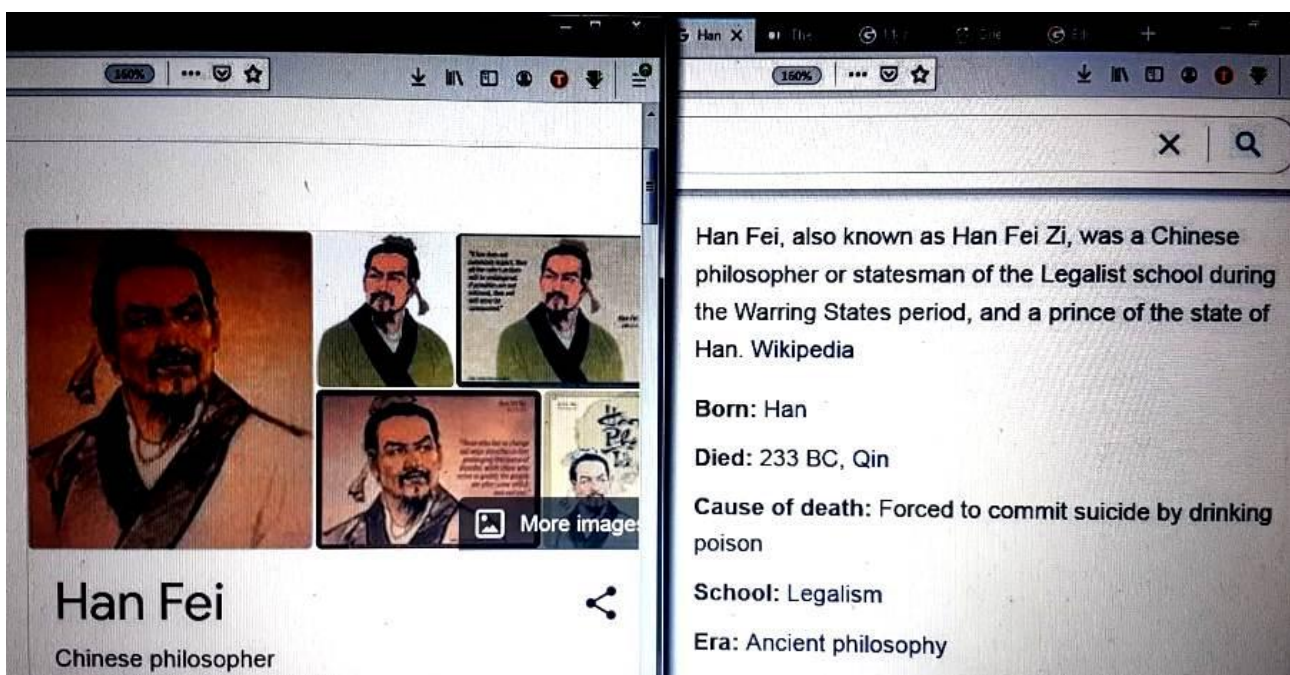 160%
More images
Han Fei
Chinese philosopher
Han
160%
Han Fei, also known as Han Fei Zi, was a Chinese
philosopher or statesman of the Legalist school during
the Warring States period, and a prince of the state of
Han. Wikipedia
Born: Han
Died: 233 BC, Qin
Cause of death: Forced to commit suicide by drinking
poison
School: Legalism
Era: Ancient philosophy